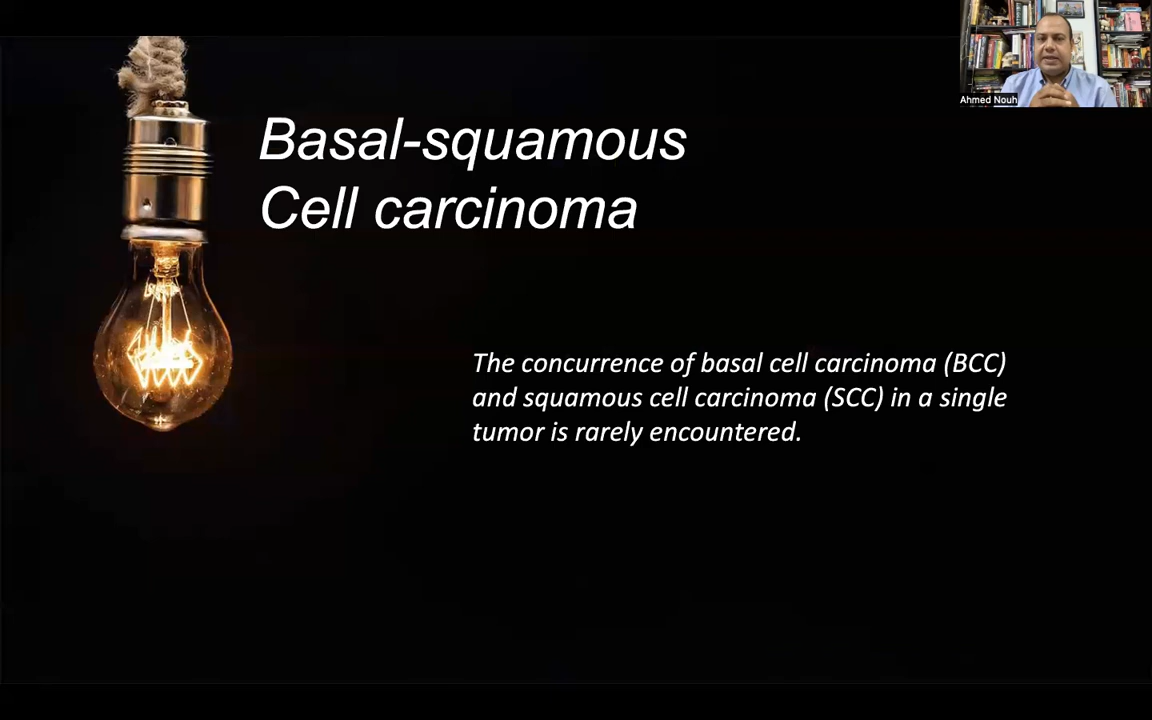 Basal-squamous
Cell carcinoma
The concurrence of basal cell carcinoma (BCC)
and squamous cell carcinoma (SCC) in a single
tumor is rarely encountered.
Ahmed Nouh